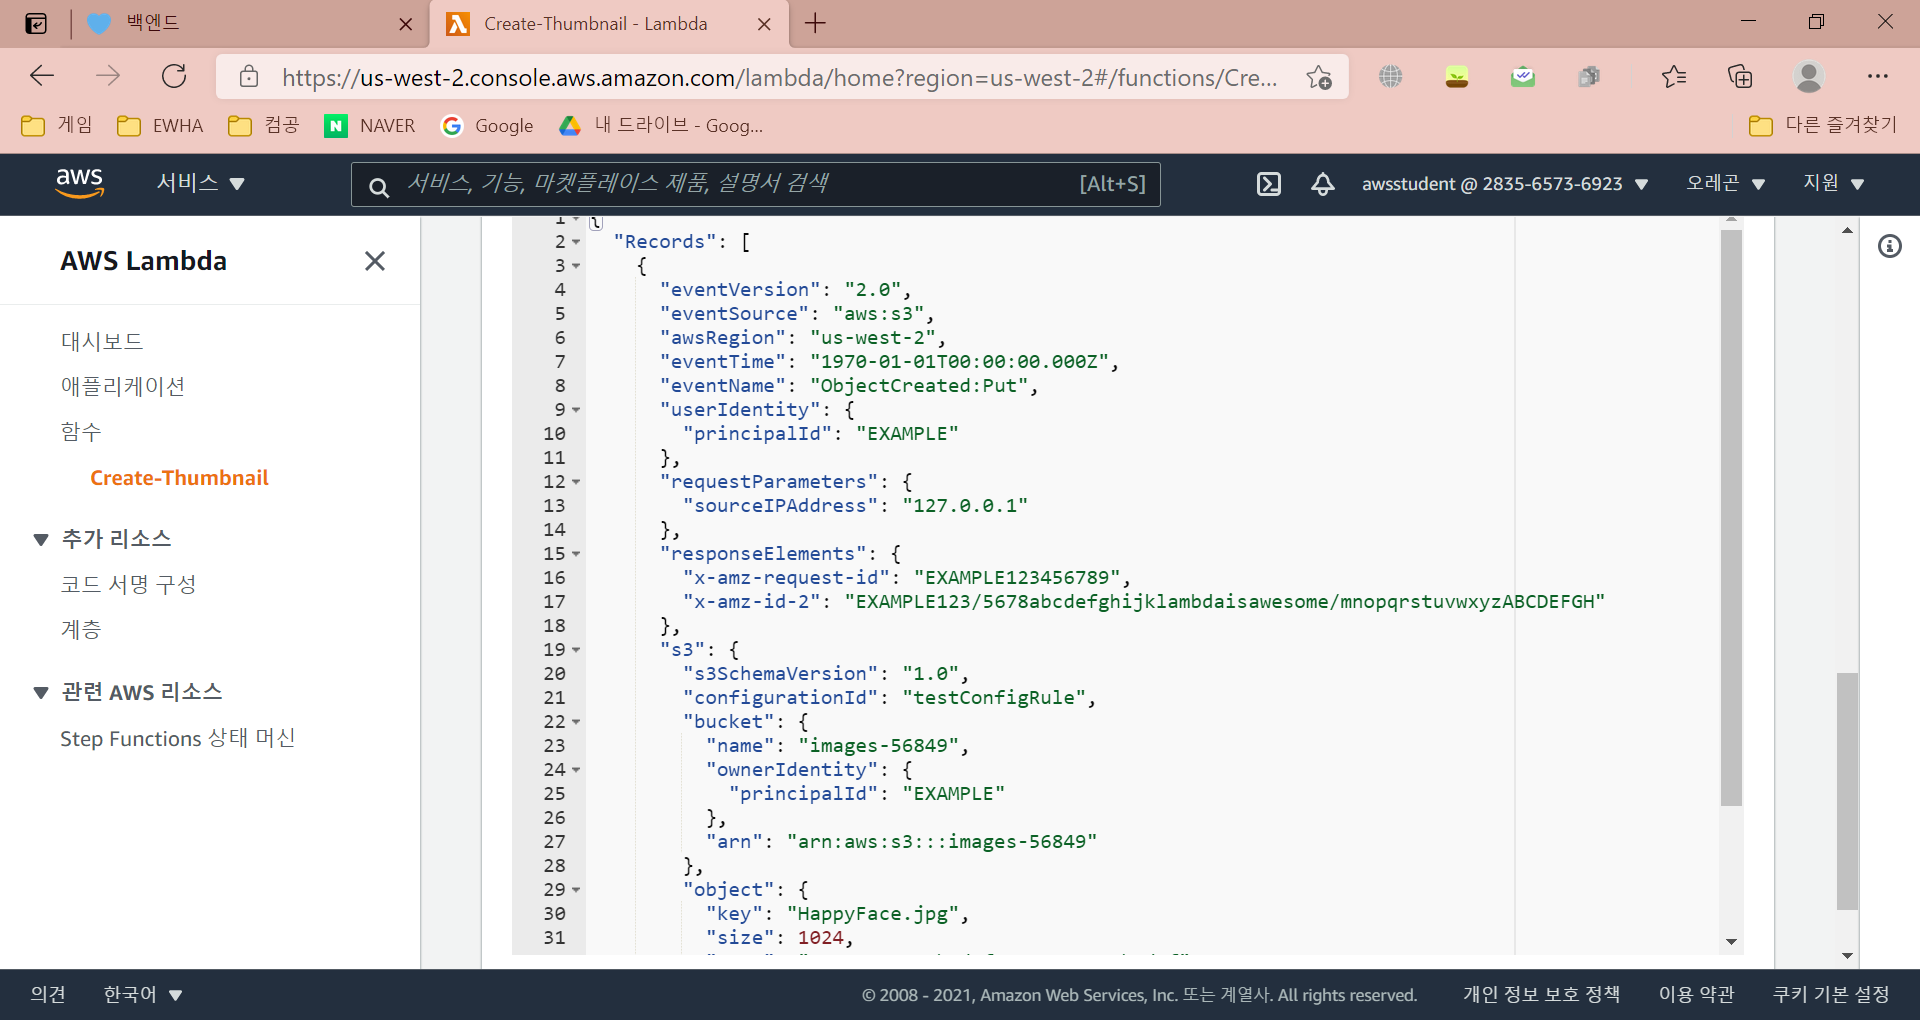 백엔드
Create-Thumbnail - Lambda
https://us-west-2.console.aws.amazon.com/lambda/home?region=us-west-2#/functions/Cre...
게임
EWHA
컴공
NAVER
Google
내 드라이브 - Goog...
다른 즐겨찾기
aws
서비스
서비스, 기능, 마켓플레이스 제품, 설명서 검색
[Alt+S]
awsstudent @ 2835-6573-6923
오레곤
지원
AWS Lambda
대시보드
애플리케이션
함수
Create-Thumbnail
추가 리소스
코드 서명 구성
계층
관련 AWS 리소스
Step Functions 상태 머신
1 {
2 "Records": [
3 {
4 "eventVersion": "2.0",
5 "eventSource": "aws:s3",
6 "awsRegion": "us-west-2",
7 "eventTime": "1970-01-01T00:00:00.000Z",
8 "eventName": "ObjectCreated:Put",
9 "userIdentity": {
10 "principalId": "EXAMPLE"
11 },
12 "requestParameters": {
13 "sourceIPAddress": "127.0.0.1"
14 },
15 "responseElements": {
16 "x-amz-request-id": "EXAMPLE123456789",
17 "x-amz-id-2": "EXAMPLE123/5678abcdefghijklambdaisawesome/mnopqrstuvwxyzABCDEFGH"
18 },
19 "s3": {
20 "s3SchemaVersion": "1.0",
21 "configurationId": "testConfigRule",
22 "bucket": {
23 "name": "images-56849",
24 "ownerIdentity": {
25 "principalId": "EXAMPLE"
26 },
27 "arn": "arn:aws:s3:::images-56849"
28 },
29 "object": {
30 "key": "HappyFace.jpg",
31 "size": 1024,
의견
한국어
© 2008 - 2021, Amazon Web Services, Inc. 또는 계열사. All rights reserved.
개인 정보 보호 정책
이용 약관
쿠키 기본 설정